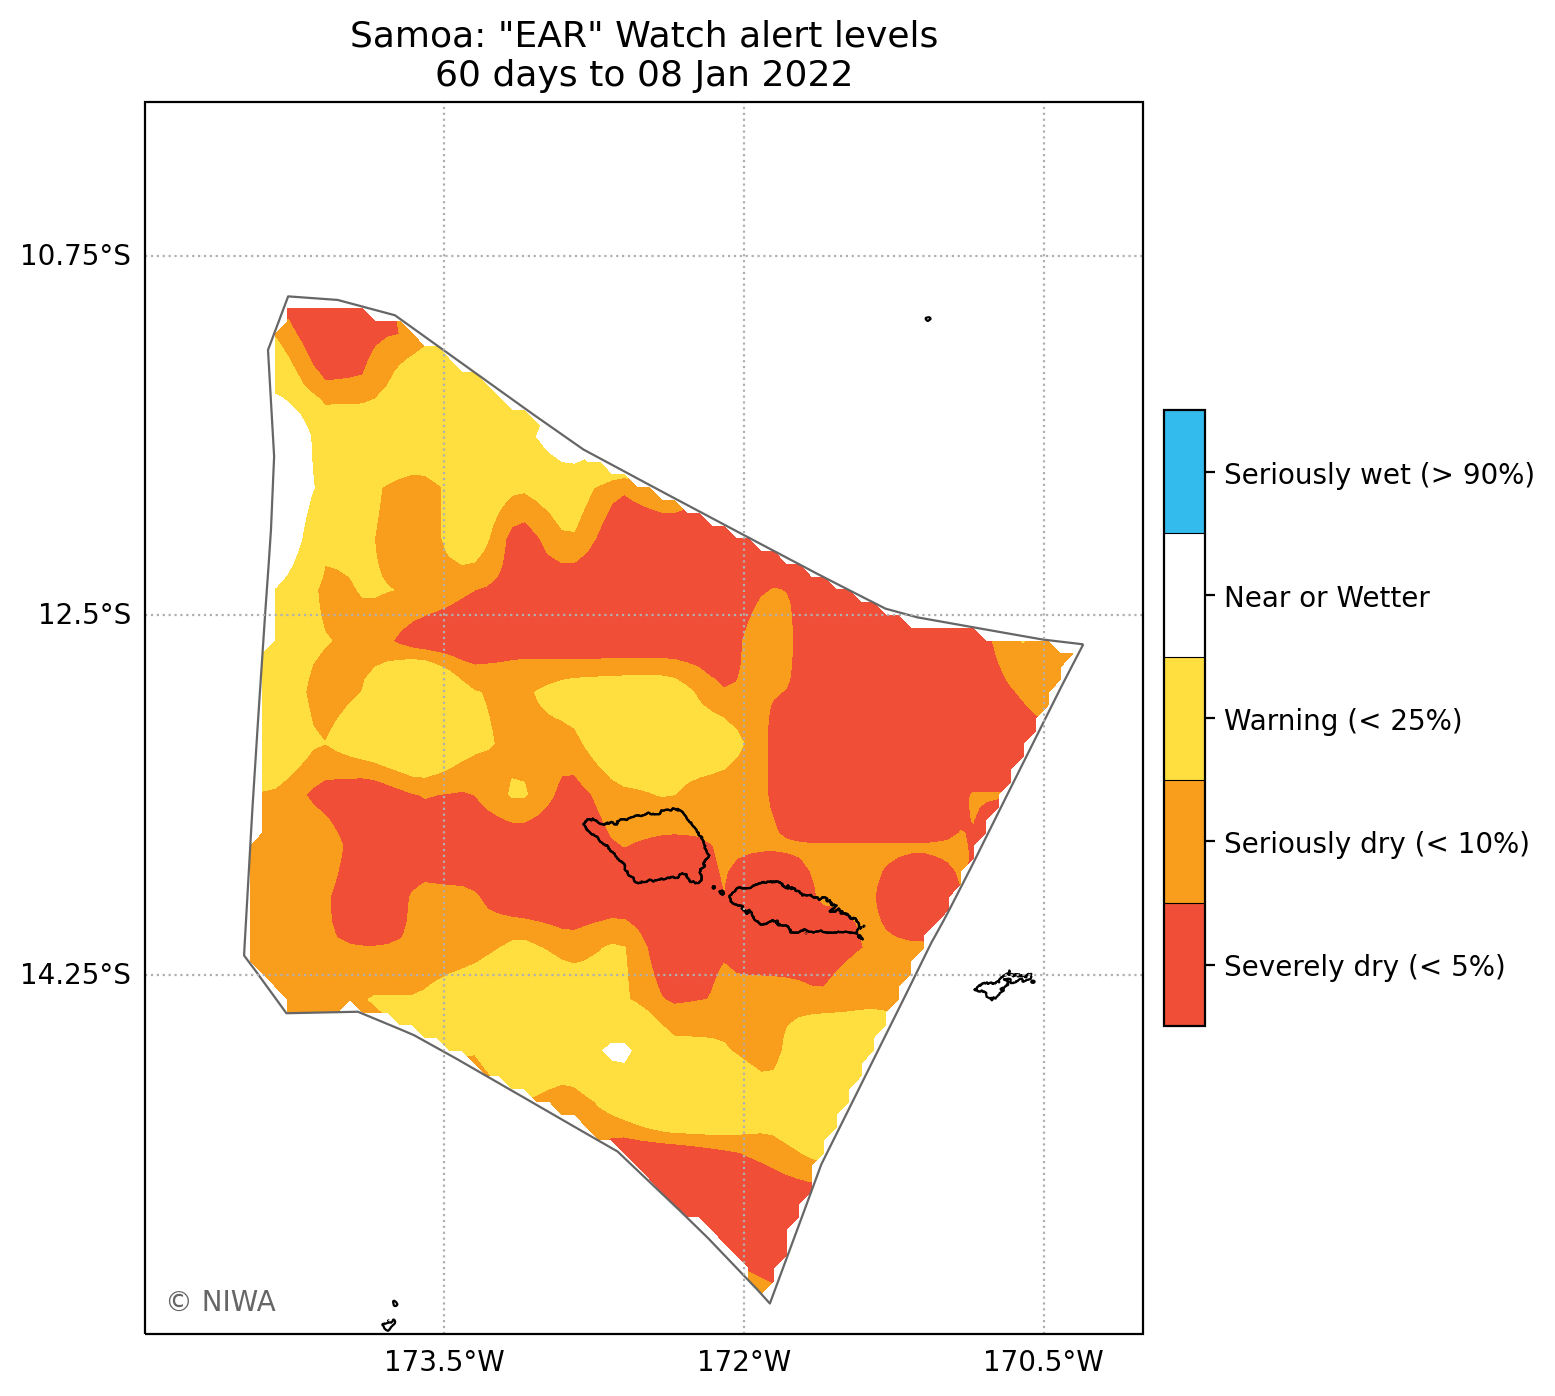 Samoa: "EAR" Watch alert levels
60 days to 08 Jan 2022
10.75°S
12.5°S
14.25°S
173.5°W
172°W
170.5°W
Seriously wet (> 90%)
Near or Wetter
Warning (< 25%)
Seriously dry (< 10%)
Severely dry (< 5%)
© NIWA